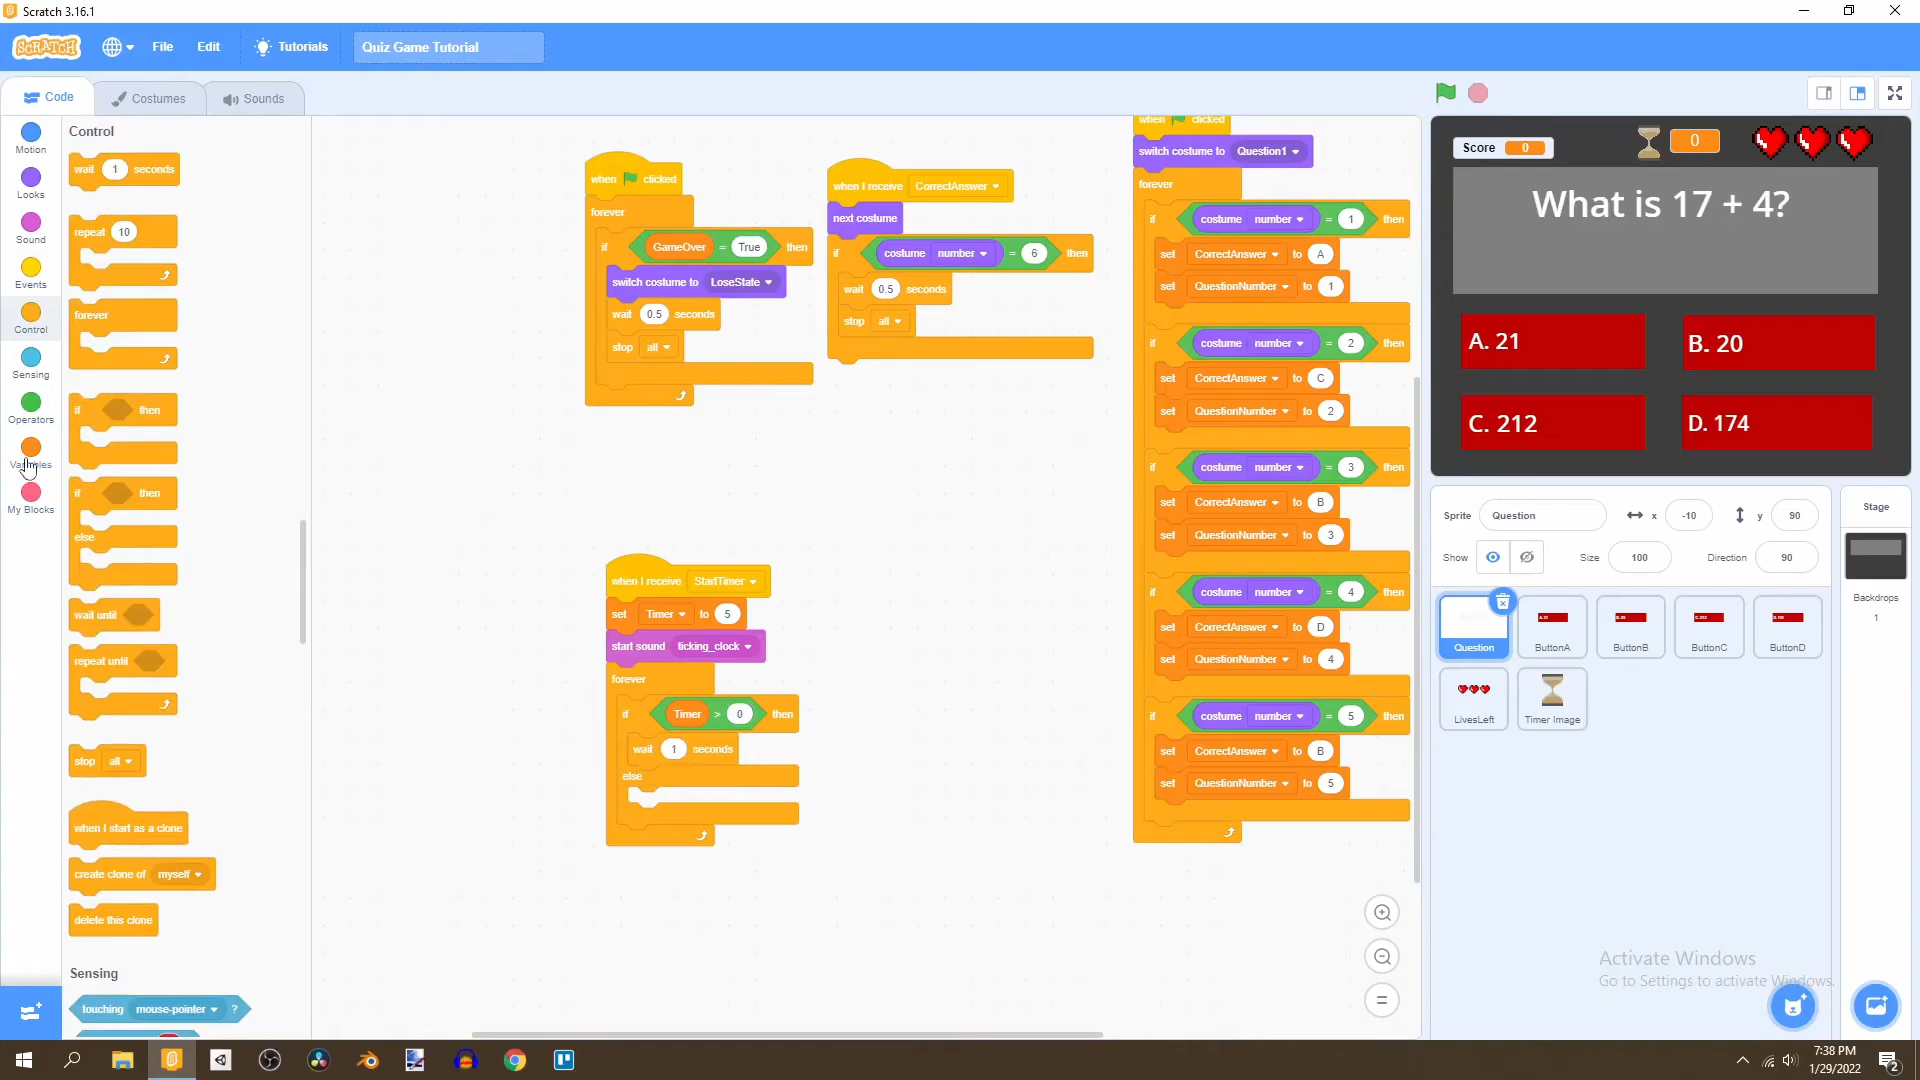 Scratch 3.16.1
SCRATCH
File
Edit
Tutorials
Quiz Game Tutorial
Code
Costumes
Sounds
Motion
Looks
Sound
Events
Control
Sensing
Operators
Variables
My Blocks
Control
wait 1 seconds
repeat 10
forever
if then
if then
else
wait until
repeat until
stop all
when I start as a clone
create clone of myself
delete this clone
Sensing
touching mouse-pointer ?
when clicked
forever
if GameOver = True then
switch costume to LoseState
wait 0.5 seconds
stop all
when I receive CorrectAnswer
next costume
if costume number = 6 then
wait 0.5 seconds
stop all
when I receive StartTimer
set Timer to 5
start sound ticking_clock
forever
if Timer > 0 then
wait 1 seconds
else
when clicked
switch costume to Question1
forever
if costume number = 1 then
set CorrectAnswer to A
set QuestionNumber to 1
if costume number = 2 then
set CorrectAnswer to C
set QuestionNumber to 2
if costume number = 3 then
set CorrectAnswer to B
set QuestionNumber to 3
if costume number = 4 then
set CorrectAnswer to D
set QuestionNumber to 4
if costume number = 5 then
set CorrectAnswer to B
set QuestionNumber to 5
Score 0
0
What is 17 + 4?
A. 21
B. 20
C. 212
D. 174
Sprite Question x -10 y 90
Show Size 100 Direction 90
Question
ButtonA
ButtonB
ButtonC
ButtonD
LivesLeft
Timer Image
Stage
Backdrops
1
Activate Windows
Go to Settings to activate Windows.
7:38 PM
1/29/2022
2